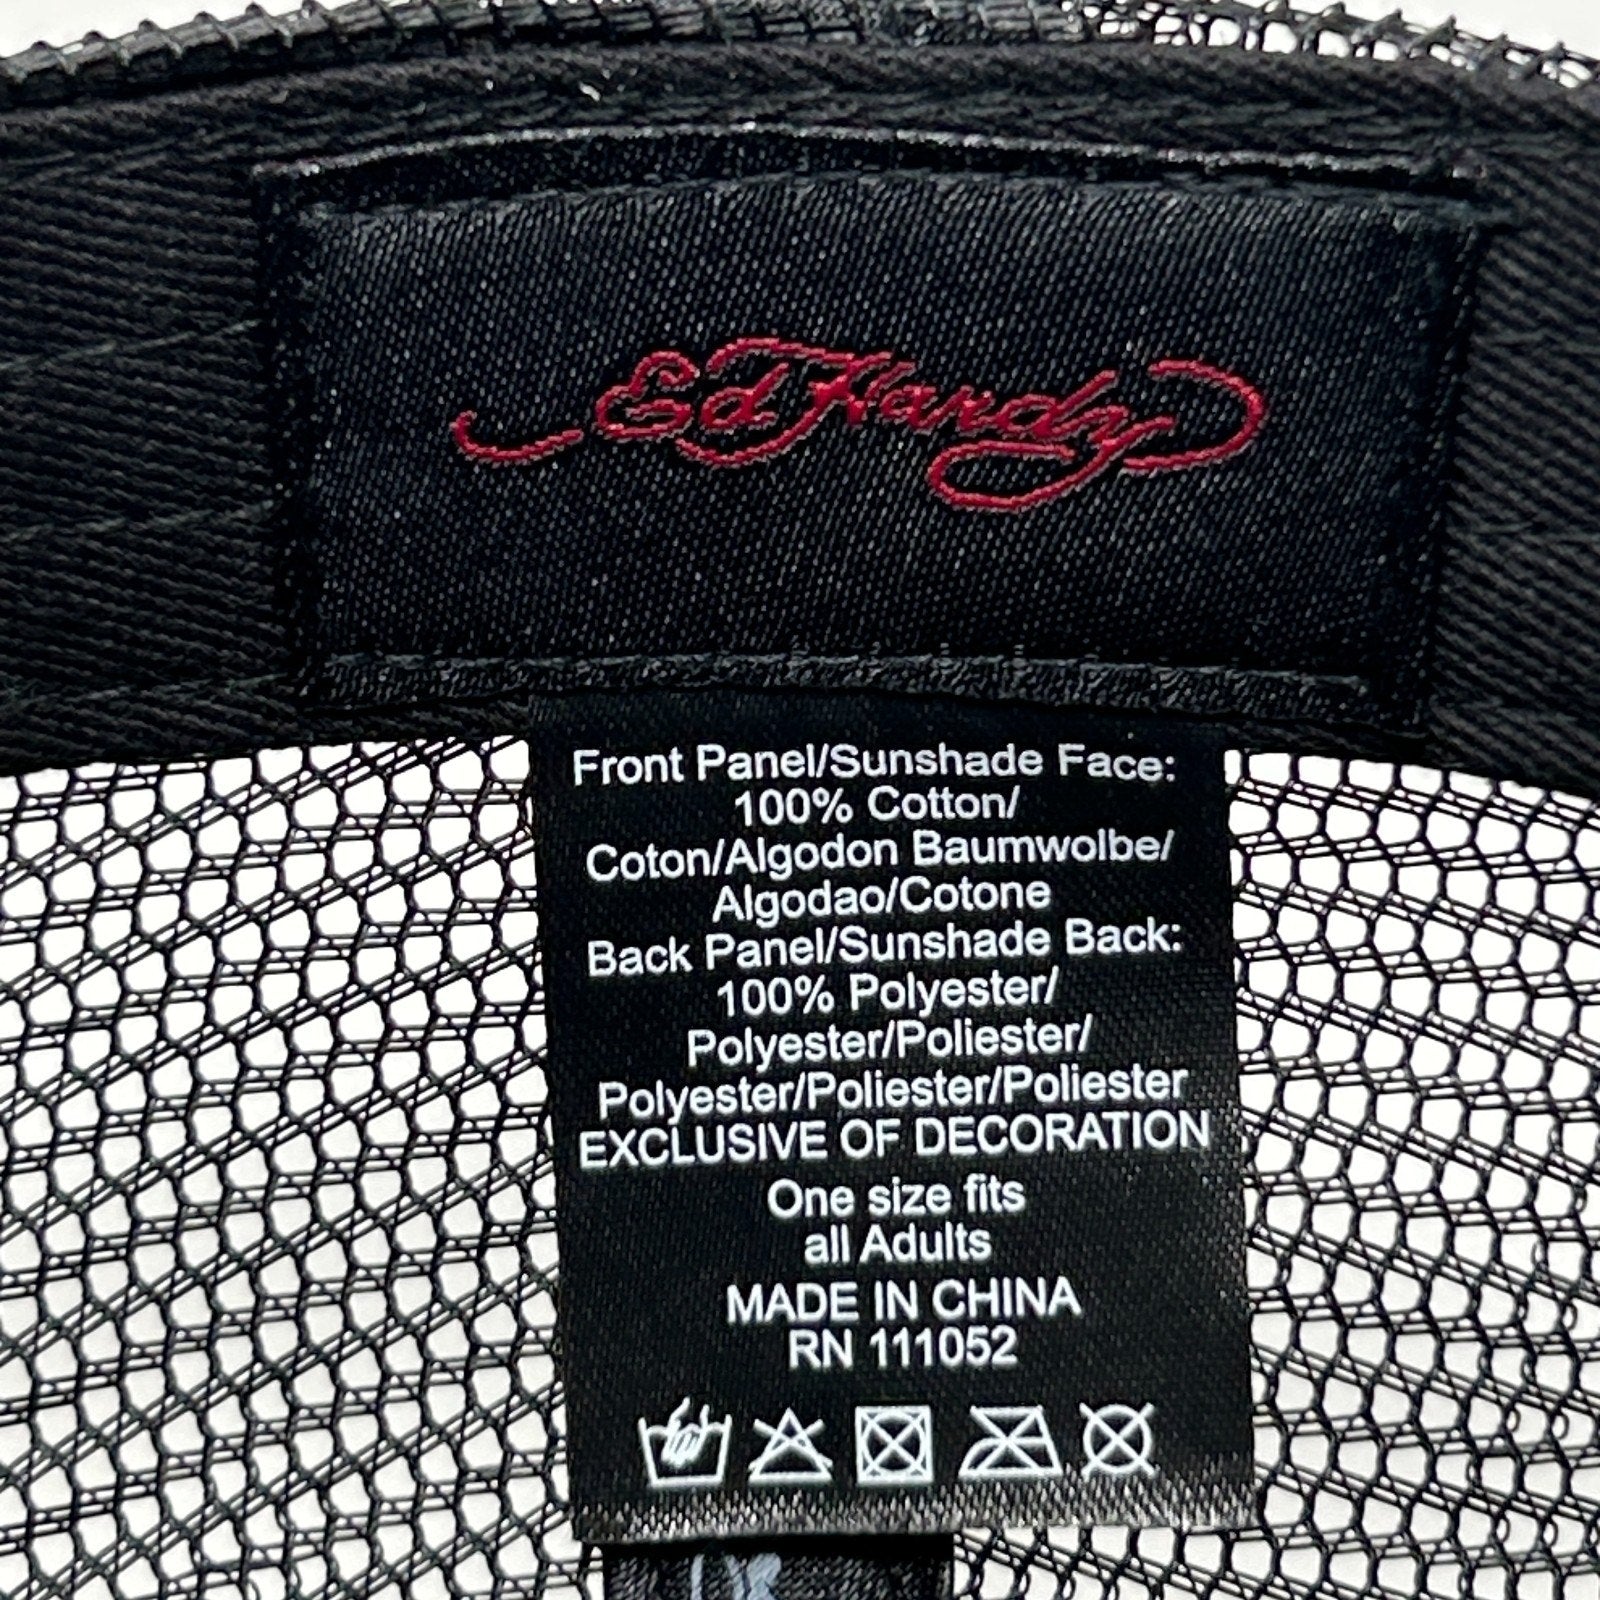 Ed Hardy
Front Panel/Sunshade Face:
100% Cotton/
Coton/Algodon Baumwolbe/
Algodao/Cotone
Back Panel/Sunshade Back:
100% Polyester/
Polyester/Poliester/
Polyester/Poliester/Poliester
EXCLUSIVE OF DECORATION
One size fits
all Adults
MADE IN CHINA
RN 111052